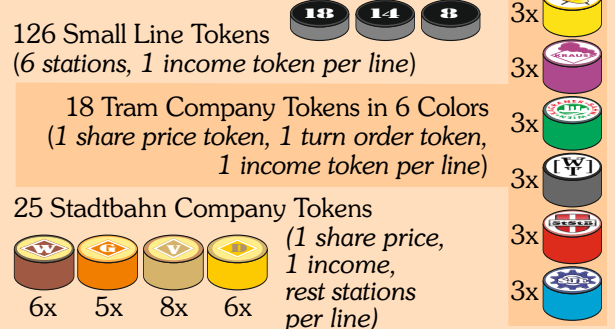 18 14 8
126 Small Line Tokens
(6 stations, 1 income token per line)
18 Tram Company Tokens in 6 Colors
(1 share price token, 1 turn order token,
1 income token per line)
3x
3x
KRAUSS
3x
3x
WT
3x
3x
25 Stadtbahn Company Tokens
(1 share price,
1 income,
rest stations
per line)
W G V D
6x 5x 8x 6x